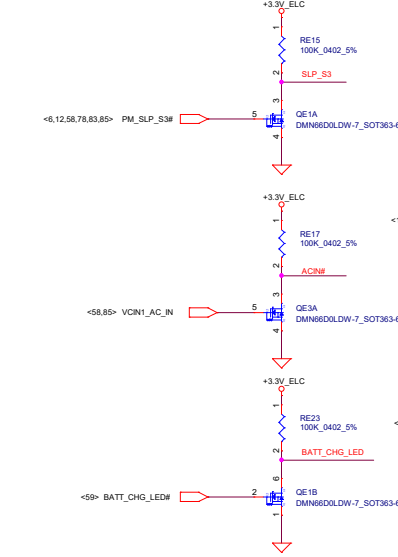 +3.3V_ELC
1
RE15
100K_0402_5%
2
SLP_S3
3
<6,12,58,78,83,85> PM_SLP_S3#
5
QE1A
DMN66D0LDW-7_SOT363-6
4
+3.3V_ELC
1
RE17
100K_0402_5%
2
ACIN#
3
<58,85> VCIN1_AC_IN
5
QE3A
DMN66D0LDW-7_SOT363-6
4
+3.3V_ELC
1
RE23
100K_0402_5%
2
BATT_CHG_LED
6
<59> BATT_CHG_LED#
2
QE1B
DMN66D0LDW-7_SOT363-6
1